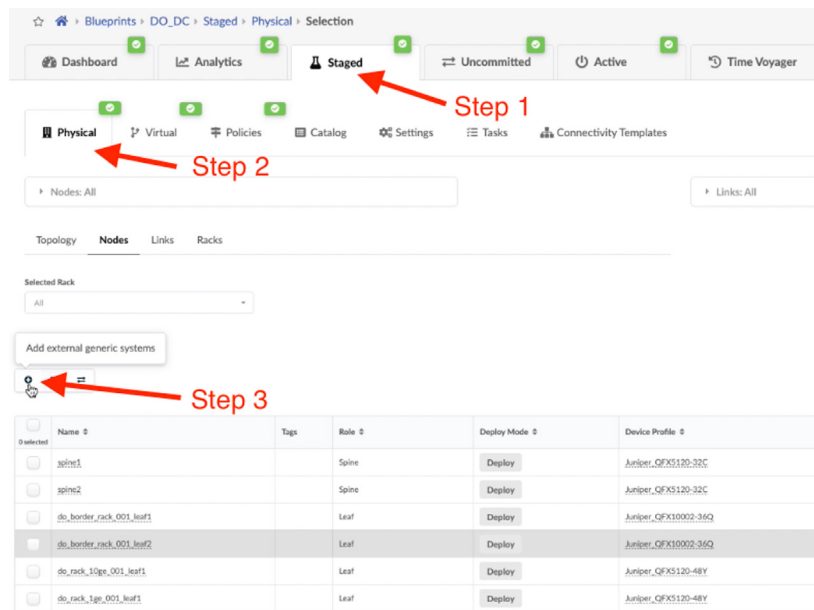 Blueprints DO_DC Staged Physical Selection
Dashboard Analytics Staged Uncommitted Active Time Voyager
Step 1
Physical Virtual Policies Catalog Settings Tasks Connectivity Templates
Step 2
Nodes: All Links: All
Topology Nodes Links Racks
Selected Rack
All
Add external generic systems
Step 3
0 selected Name Tags Role Deploy Mode Device Profile
spine1 Spine Deploy Juniper_QFX5120-32C
spine2 Spine Deploy Juniper_QFX5120-32C
do_border_rack_001_leaf1 Leaf Deploy Juniper_QFX10002-36Q
do_border_rack_001_leaf2 Leaf Deploy Juniper_QFX10002-36Q
do_rack_10ge_001_leaf1 Leaf Deploy Juniper_QFX5120-48Y
do_rack_1ge_001_leaf1 Leaf Deploy Juniper_QFX5120-48Y